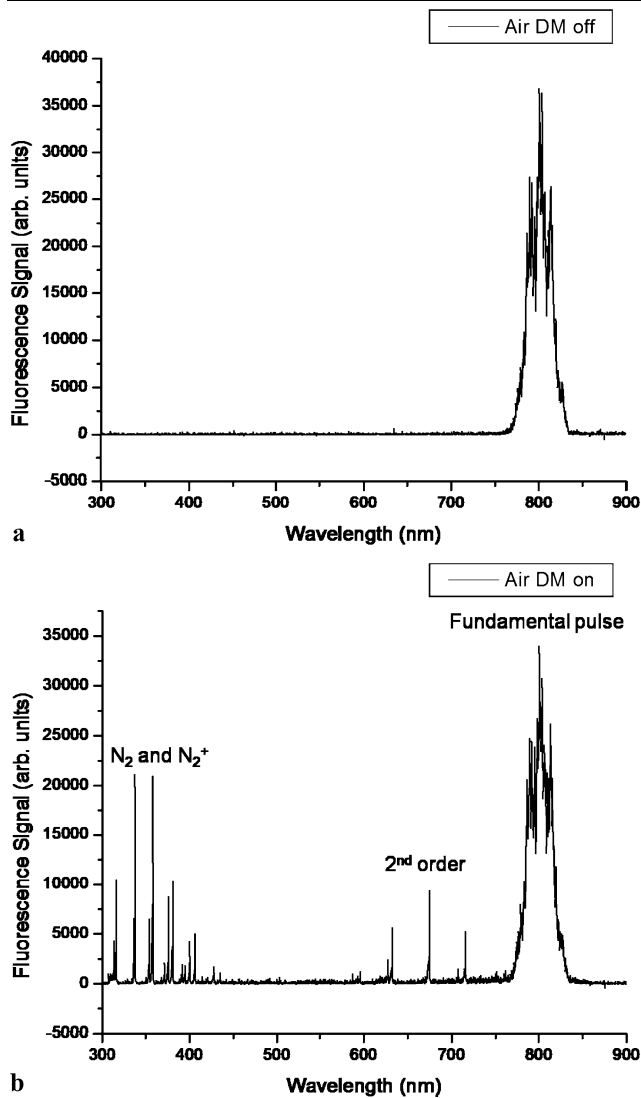 Air DM off
40000
35000
30000
25000
20000
15000
10000
5000
0
-5000
Fluorescence Signal (arb. units)
300 400 500 600 700 800 900
Wavelength (nm)
a
Air DM on
Fundamental pulse
35000
30000
25000
20000
15000
10000
5000
0
-5000
Fluorescence Signal (arb. units)
N₂ and N₂⁺
2ⁿᵈ order
300 400 500 600 700 800 900
Wavelength (nm)
b